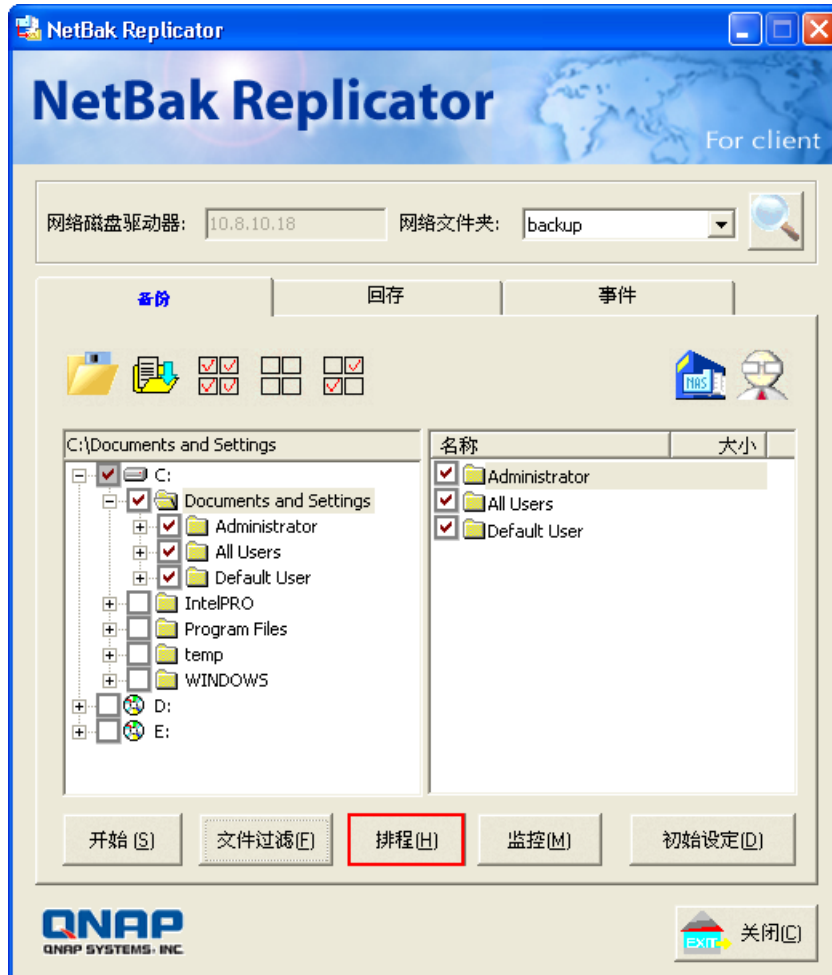 NetBak Replicator
NetBak Replicator
For client
网络磁盘驱动器: 10.8.10.18 网络文件夹: backup
备份 回存 事件
NAS
C:\Documents and Settings 名称 大小
C: Administrator
Documents and Settings All Users
Administrator Default User
All Users
Default User
IntelPRO
Program Files
temp
WINDOWS
D:
E:
开始 (S) 文件过滤(F) 排程(H) 监控(M) 初始设定(D)
QNAP
QNAP SYSTEMS, INC.
EXIT 关闭(C)